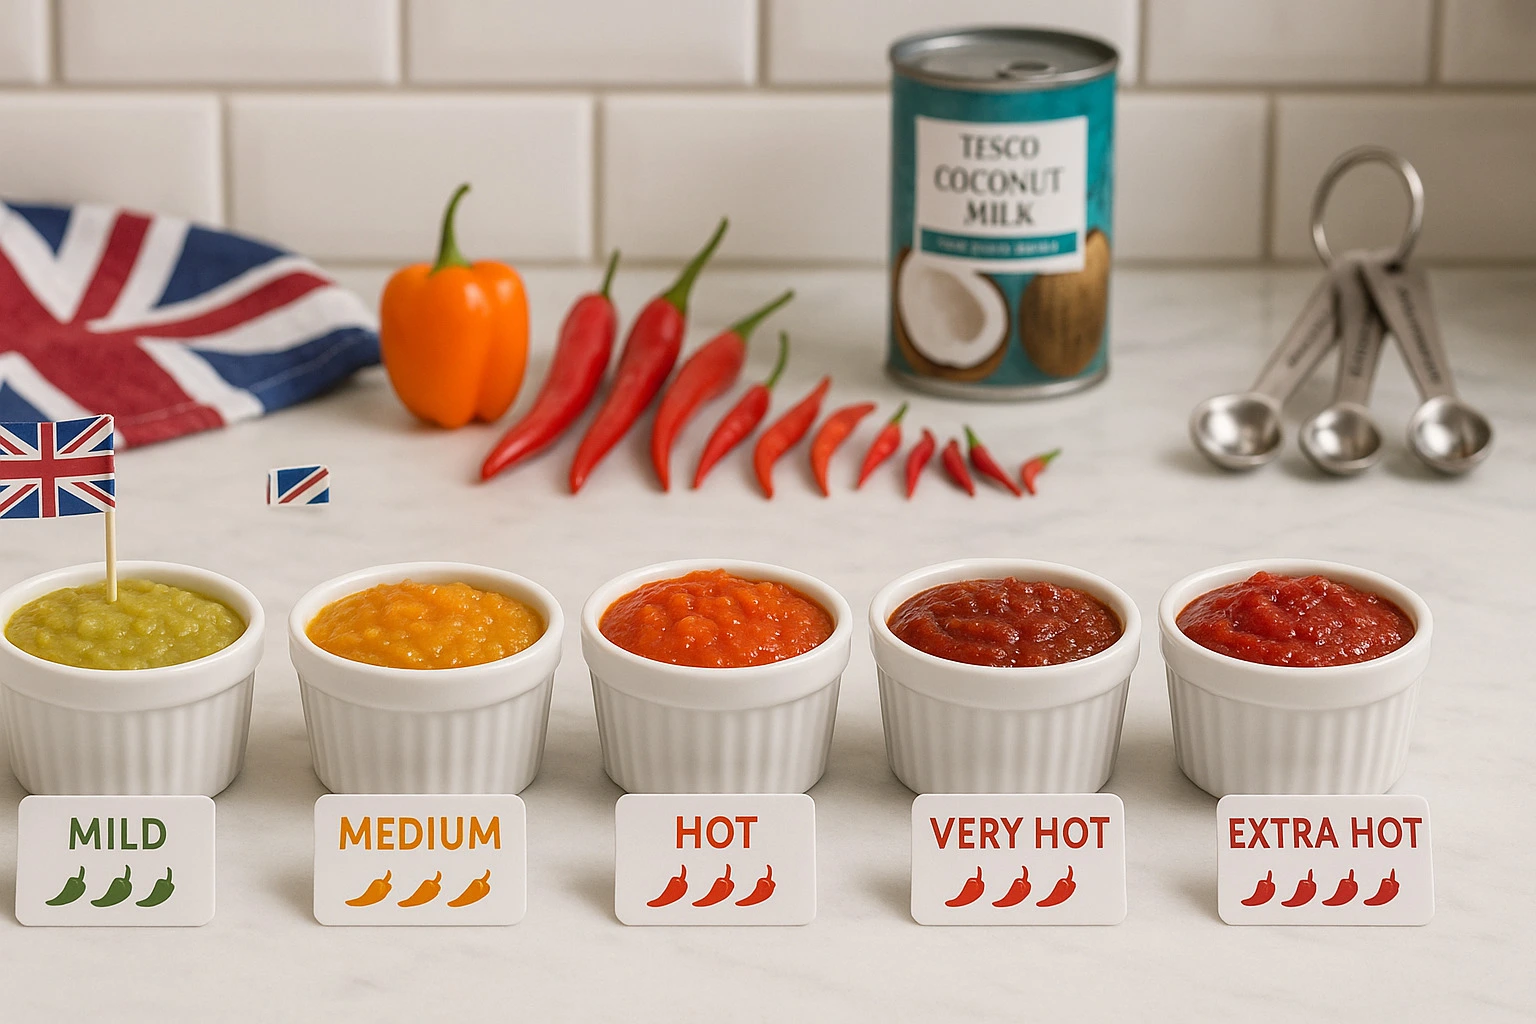 TESCO
COCONUT
MILK
MILD
MEDIUM
HOT
VERY HOT
EXTRA HOT